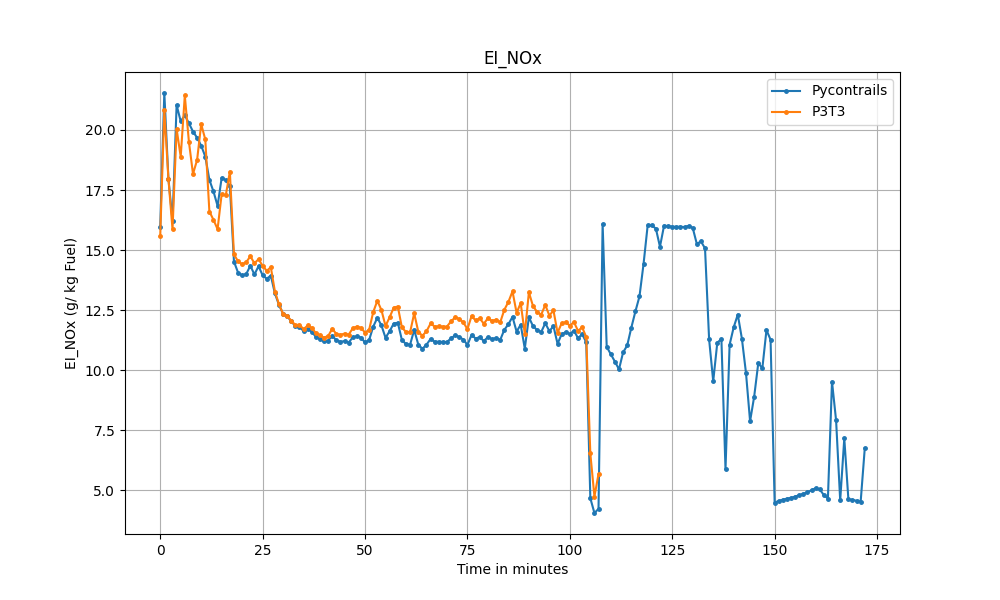 EI_NOx
Pycontrails
P3T3
EI_NOx (g/ kg Fuel)
20.0
17.5
15.0
12.5
10.0
7.5
5.0
0 25 50 75 100 125 150 175
Time in minutes